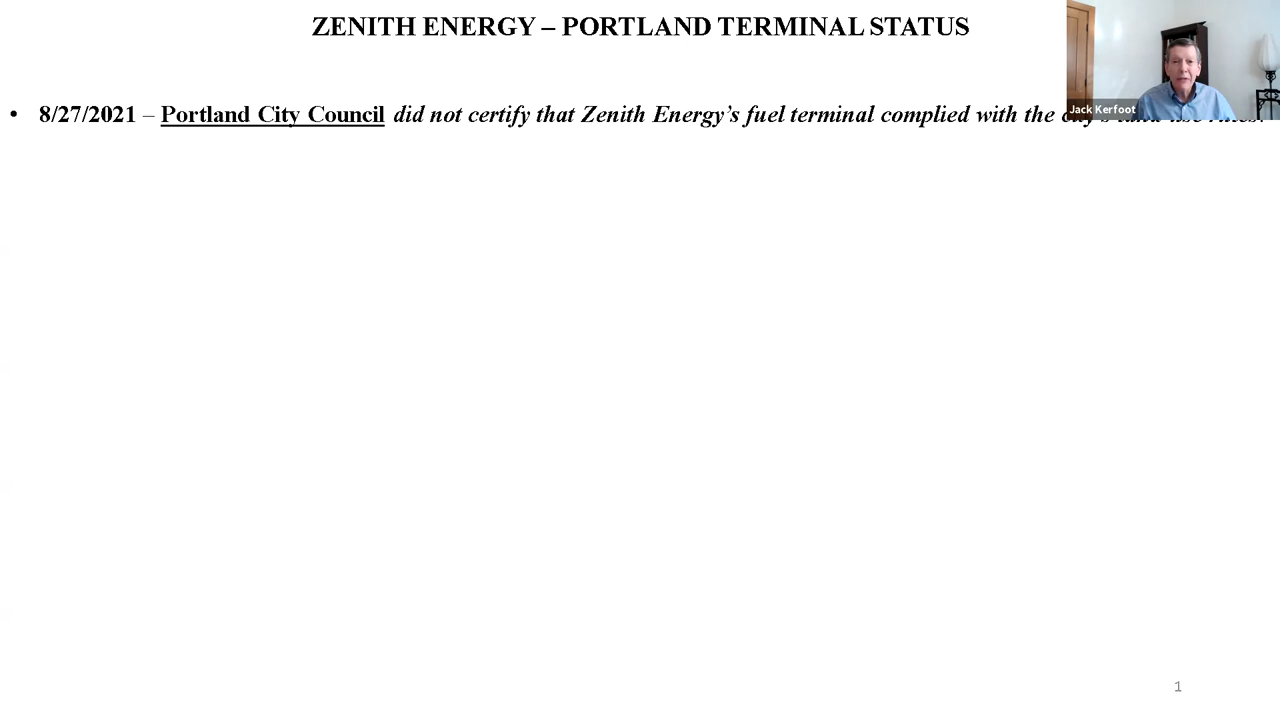 ZENITH ENERGY – PORTLAND TERMINAL STATUS
• 8/27/2021 – Portland City Council did not certify that Zenith Energy's fuel terminal complied with the city's land use rules.
Jack Kerfoot
1